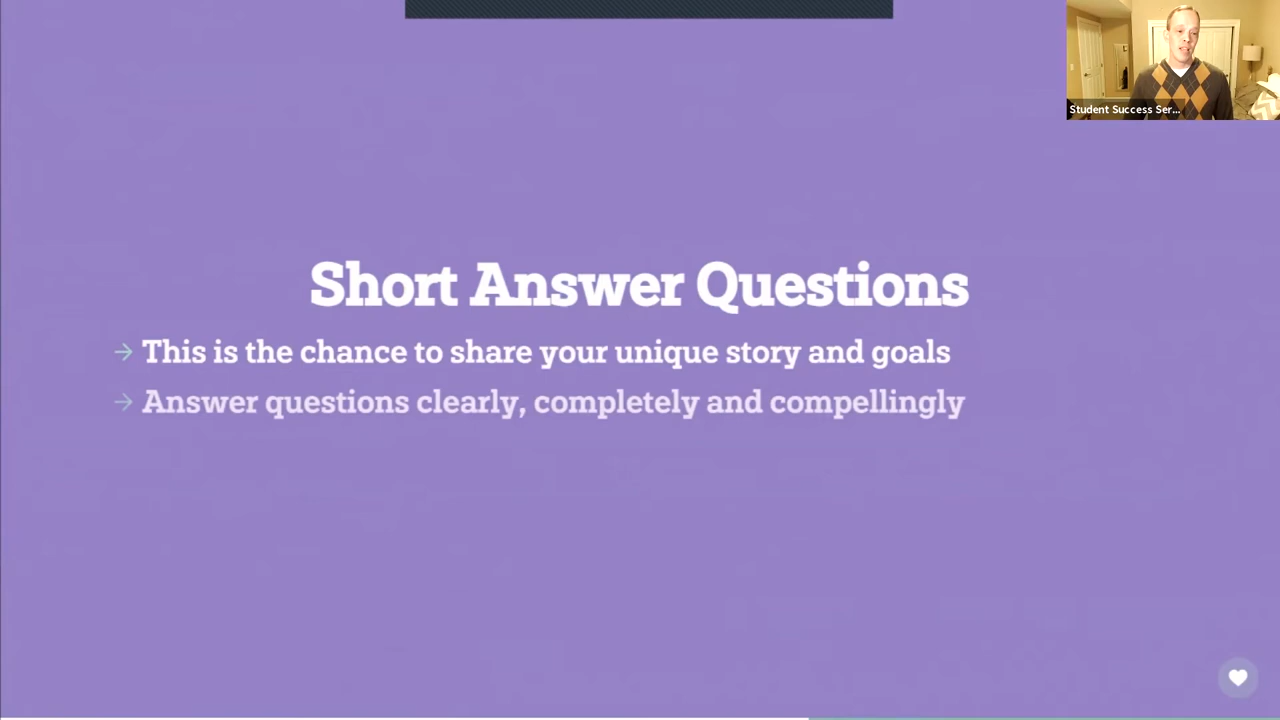 Student Success Ser...
Short Answer Questions
→ This is the chance to share your unique story and goals
→ Answer questions clearly, completely and compellingly